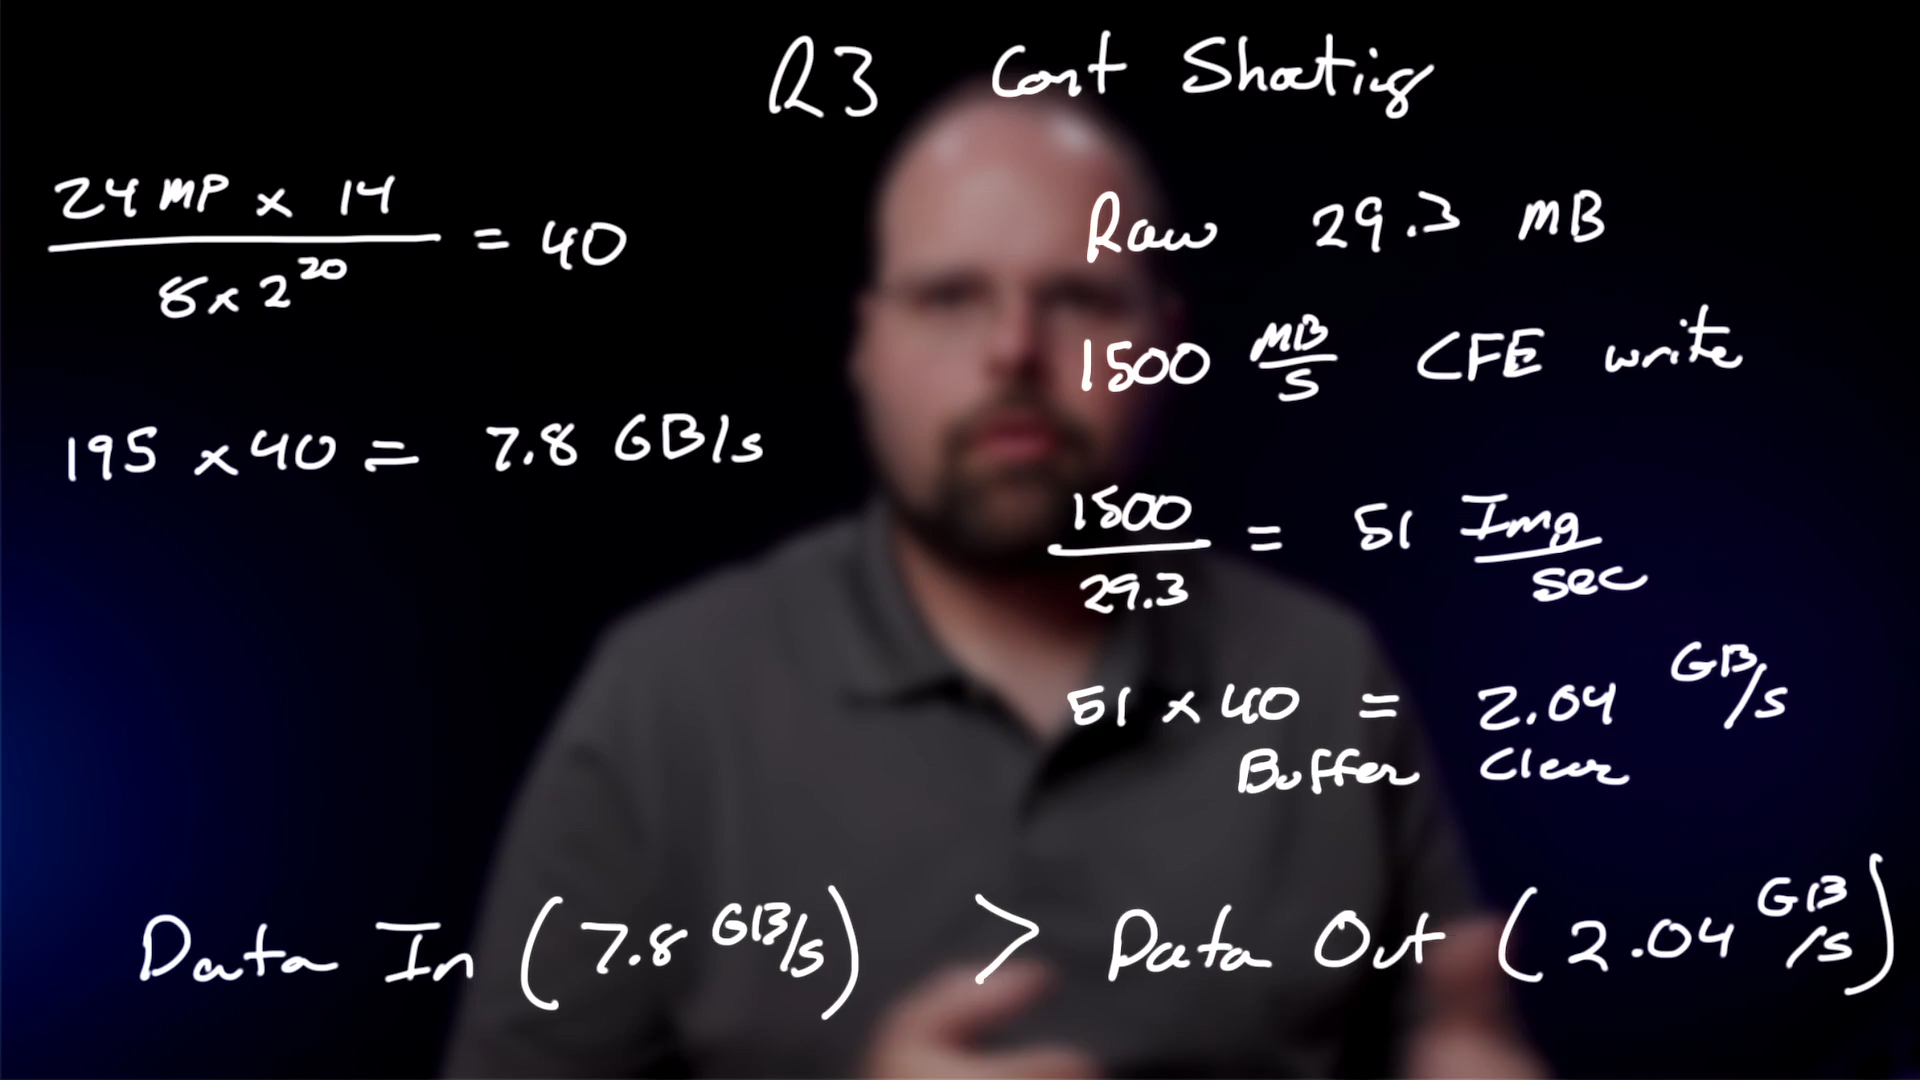 R3 Cont Shooting
24 MP x 14
8 x 2^20
= 40
195 x 40 = 7.8 GB/s
Raw 29.3 MB
1500 MB/s CFE write
1500
29.3
= 51 Img/sec
51 x 40 = 2.04 GB/s
Buffer Clear
Data In (7.8 GB/s) > Data Out (2.04 GB/s)